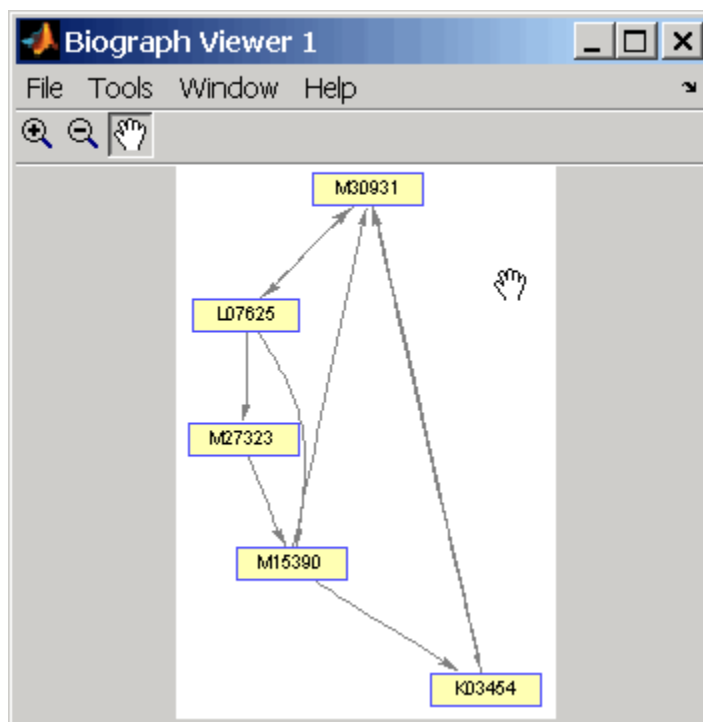 Biograph Viewer 1
File Tools Window Help
M30931
L07625
M27323
M15390
K03454